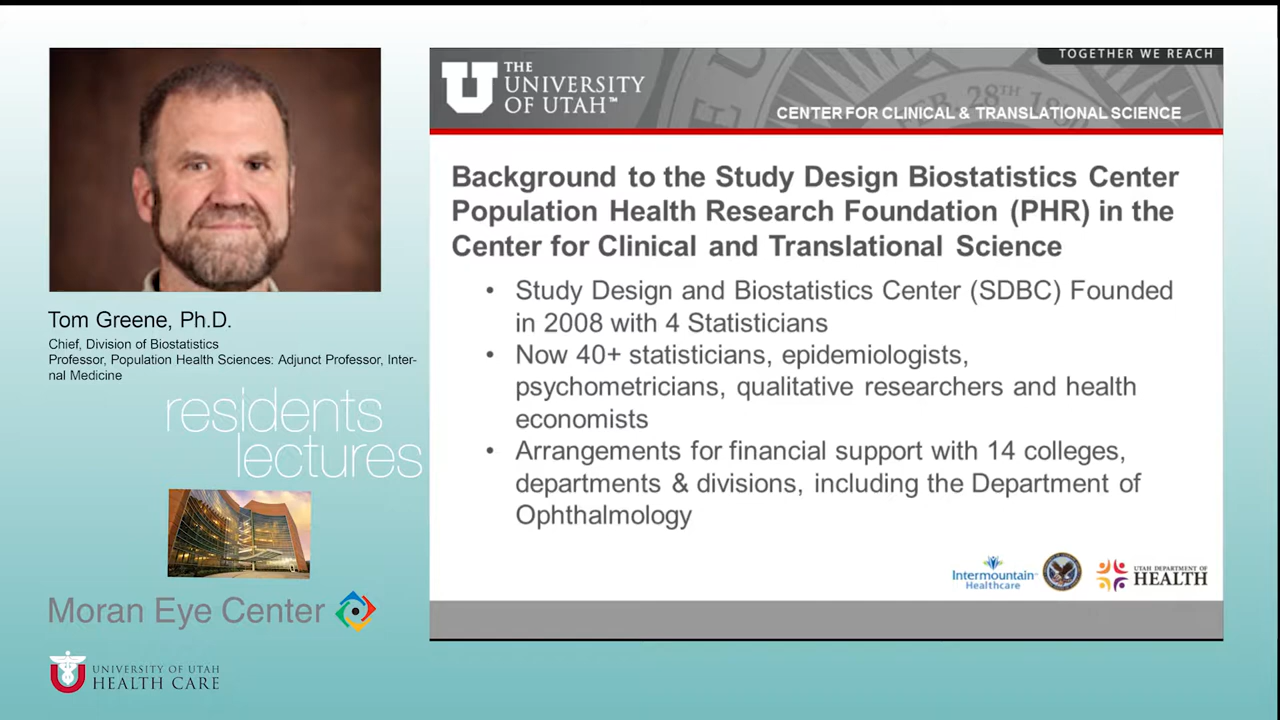 Tom Greene, Ph.D.
Chief, Division of Biostatistics
Professor, Population Health Sciences: Adjunct Professor, Inter-
nal Medicine
residents
lectures
Moran Eye Center
UNIVERSITY OF UTAH
HEALTH CARE
TOGETHER WE REACH
THE
UNIVERSITY
OF UTAH™
CENTER FOR CLINICAL & TRANSLATIONAL SCIENCE
Background to the Study Design Biostatistics Center
Population Health Research Foundation (PHR) in the
Center for Clinical and Translational Science
• Study Design and Biostatistics Center (SDBC) Founded
in 2008 with 4 Statisticians
• Now 40+ statisticians, epidemiologists,
psychometricians, qualitative researchers and health
economists
• Arrangements for financial support with 14 colleges,
departments & divisions, including the Department of
Ophthalmology
Intermountain
Healthcare
UTAH DEPARTMENT OF
HEALTH